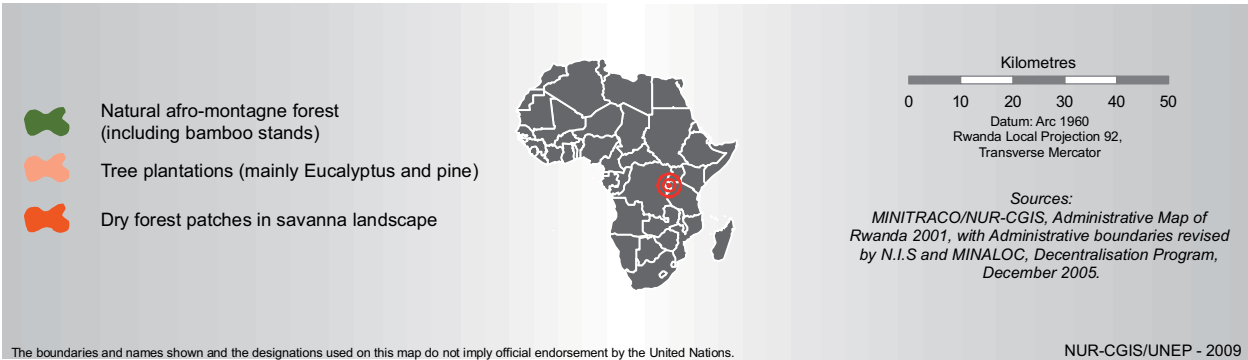 Natural afro-montagne forest
(including bamboo stands)
Tree plantations (mainly Eucalyptus and pine)
Dry forest patches in savanna landscape
Kilometres
0 10 20 30 40 50
Datum: Arc 1960
Rwanda Local Projection 92,
Transverse Mercator
Sources:
MINITRACO/NUR-CGIS, Administrative Map of
Rwanda 2001, with Administrative boundaries revised
by N.I.S and MINALOC, Decentralisation Program,
December 2005.
The boundaries and names shown and the designations used on this map do not imply official endorsement by the United Nations.
NUR-CGIS/UNEP - 2009